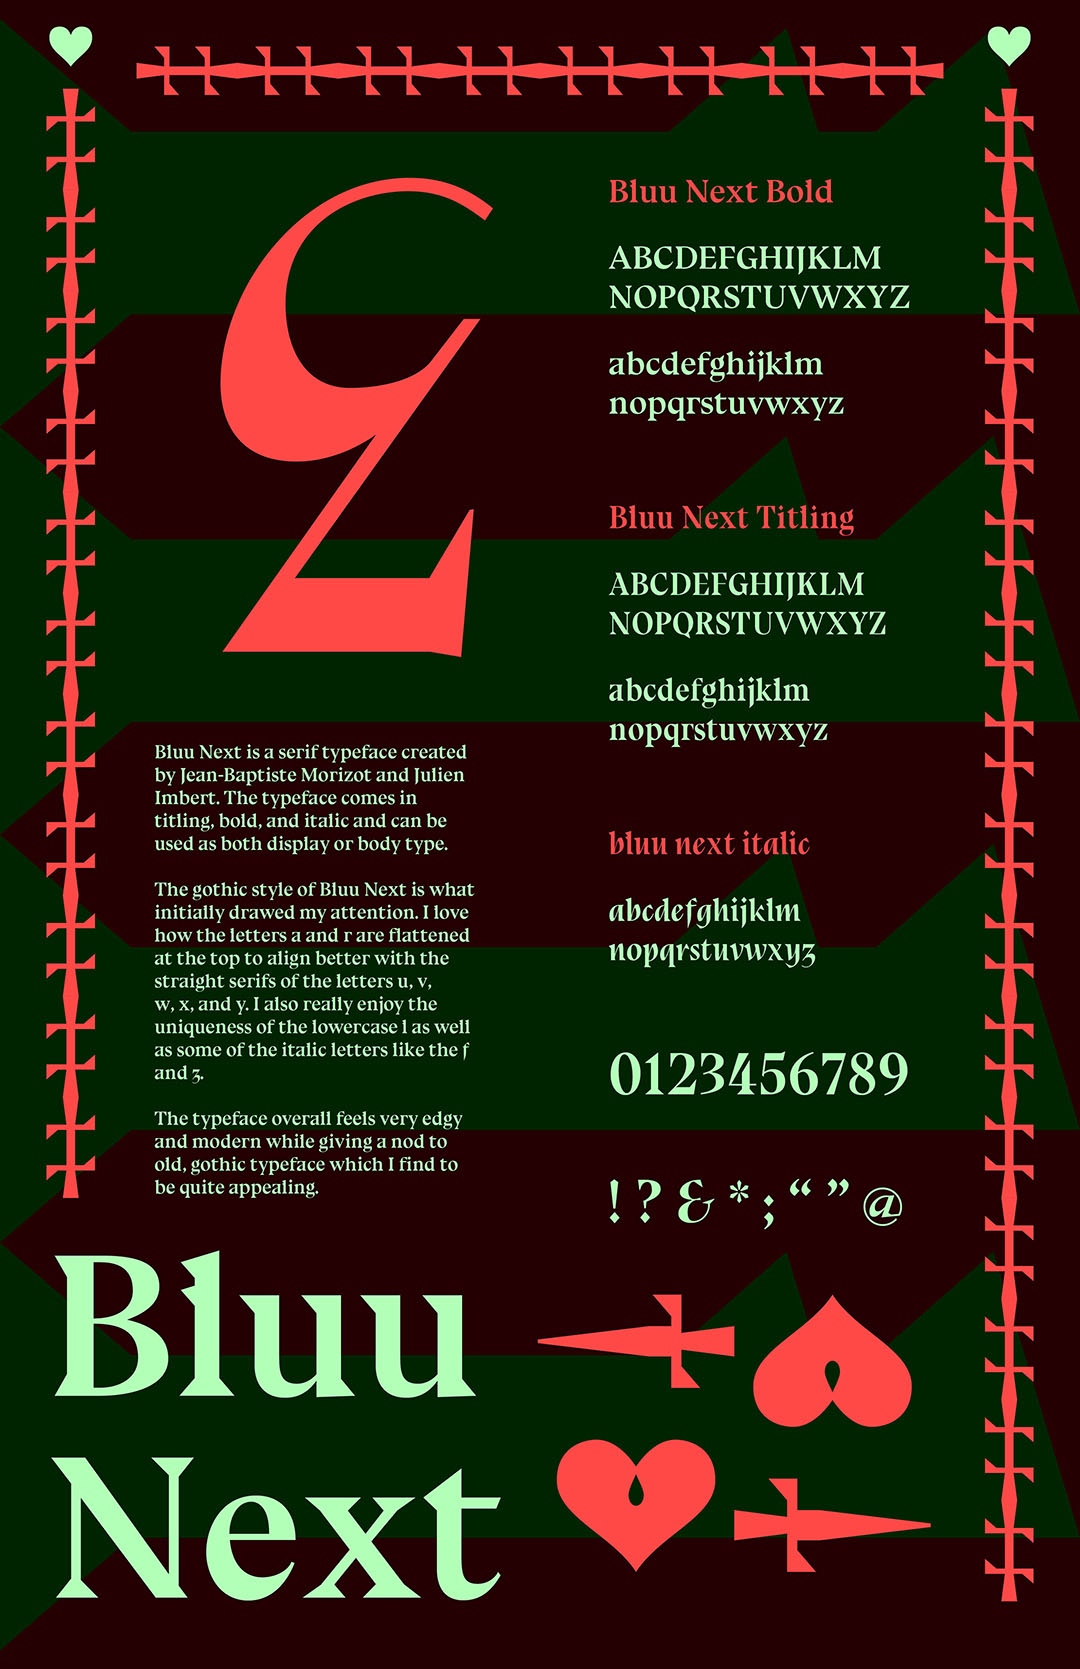 Bluu Next Bold
ABCDEFGHIJKLM
NOPQRSTUVWXYZ
abcdefghijklm
nopqrstuvwxyz
Bluu Next Titling
ABCDEFGHIJKLM
NOPQRSTUVWXYZ
abcdefghijklm
nopqrstuvwxyz
bluu next italic
abcdefghijklm
nopqrstuvwxyz
0123456789
! ? & * ; “ ” @
Bluu Next is a serif typeface created
by Jean-Baptiste Morizot and Julien
Imbert. The typeface comes in
titling, bold, and italic and can be
used as both display or body type.
The gothic style of Bluu Next is what
initially drawed my attention. I love
how the letters a and r are flattened
at the top to align better with the
straight serifs of the letters u, v,
w, x, and y. I also really enjoy the
uniqueness of the lowercase l as well
as some of the italic letters like the f
and z.
The typeface overall feels very edgy
and modern while giving a nod to
old, gothic typeface which I find to
be quite appealing.
Bluu
Next